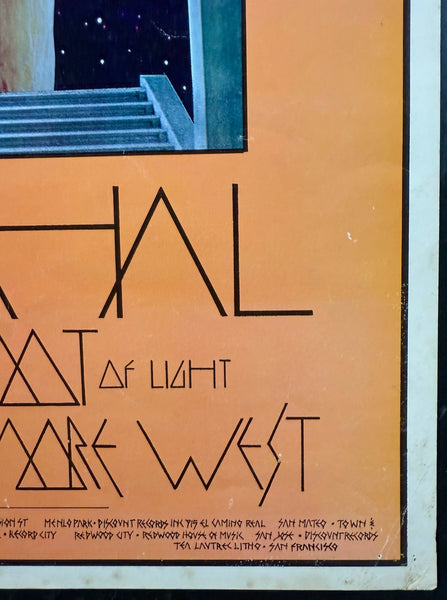 HAL
OF LIGHT
WEST
MENLO PARK • DISCOUNT RECORDS INC 915 EL CAMINO REAL SAN MATEO • TOWN &
• RECORD CITY REDWOOD CITY • REDWOOD HOUSE OF MUSIC SAN JOSE • DISCOUNT RECORDS
TEA LAUTREC LITHO • SAN FRANCISCO